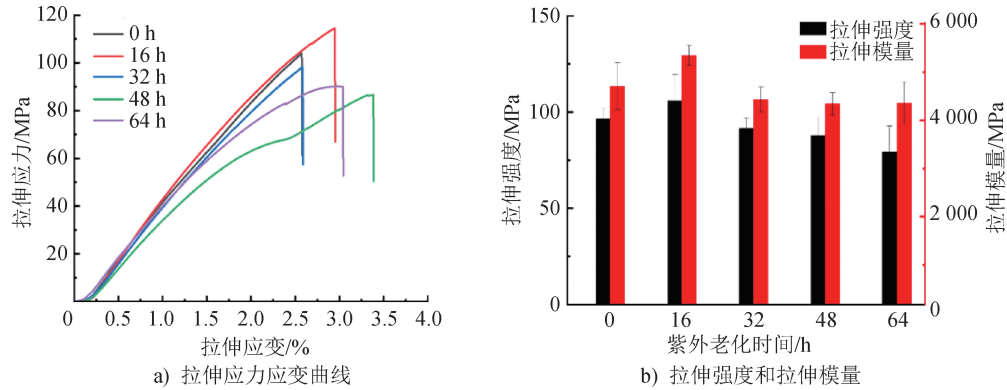 120
100
80
60
40
20
0
0.5
1.0
1.5
2.0
2.5
3.0
3.5
4.0
拉伸应力/MPa
拉伸应变/%
0 h
16 h
32 h
48 h
64 h
a) 拉伸应力应变曲线
150
100
50
0
拉伸强度/MPa
拉伸强度
拉伸模量
6 000
4 000
2 000
0
拉伸模量/MPa
0
16
32
48
64
紫外老化时间/h
b) 拉伸强度和拉伸模量